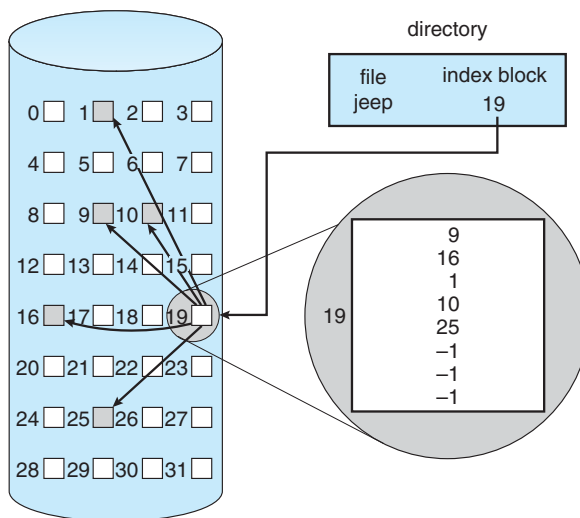 directory
file index block
jeep 19
0 1 2 3
4 5 6 7
8 9 10 11
12 13 14 15
16 17 18 19
20 21 22 23
24 25 26 27
28 29 30 31
19
9
16
1
10
25
–1
–1
–1